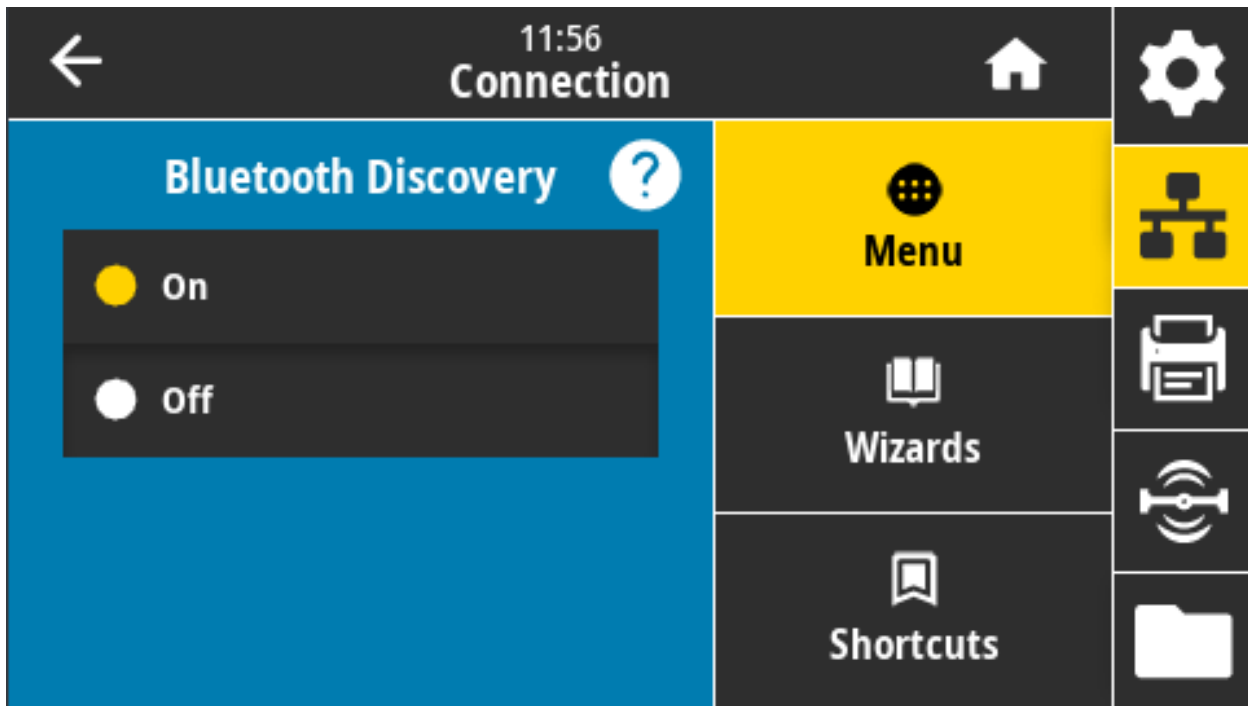 11:56
Connection
Bluetooth Discovery ?
On
Off
Menu
Wizards
Shortcuts